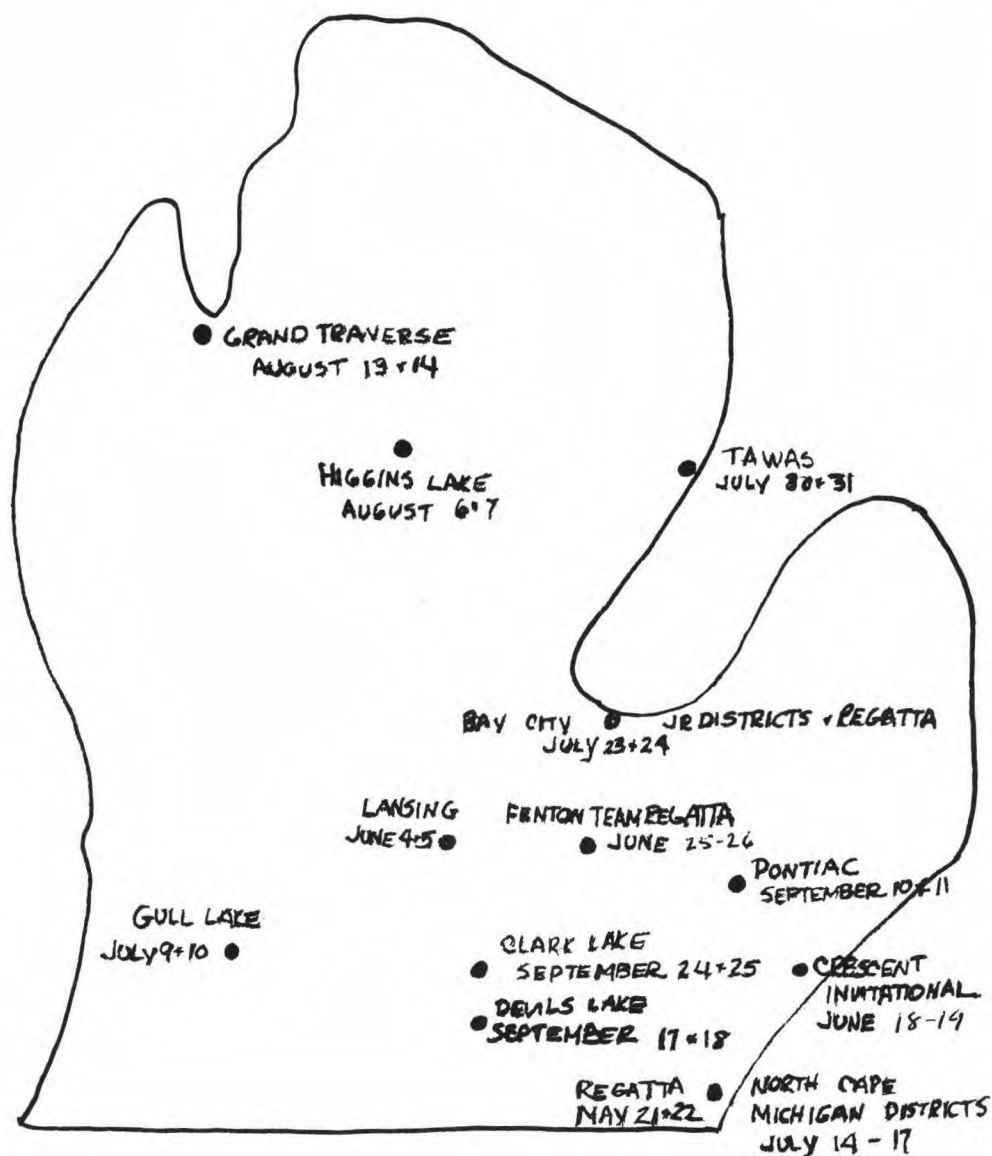 GRAND TRAVERSE
AUGUST 13+14
HIGGINS LAKE
AUGUST 6+7
TAWAS
JULY 30+31
BAY CITY
JULY 23+24
JR DISTRICTS + REGATTA
LANSING
JUNE 4+5
FENTON TEAM REGATTA
JUNE 25-26
PONTIAC
SEPTEMBER 10+11
GULL LAKE
JULY 9+10
CLARK LAKE
SEPTEMBER 24+25
CRESCENT
INVITATIONAL
JUNE 18-19
DEVILS LAKE
SEPTEMBER 17+18
REGATTA
MAY 21+22
NORTH CAPE
MICHIGAN DISTRICTS
JULY 14-17